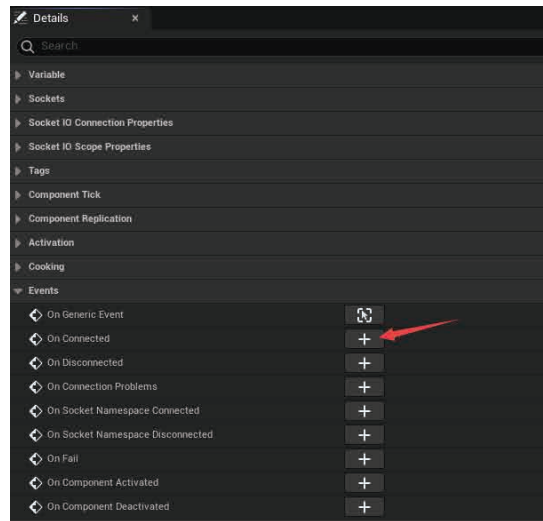 Details
Search
Variable
Sockets
Socket IO Connection Properties
Socket IO Scope Properties
Tags
Component Tick
Component Replication
Activation
Cooking
Events
On Generic Event
On Connected
On Disconnected
On Connection Problems
On Socket Namespace Connected
On Socket Namespace Disconnected
On Fail
On Component Activated
On Component Deactivated